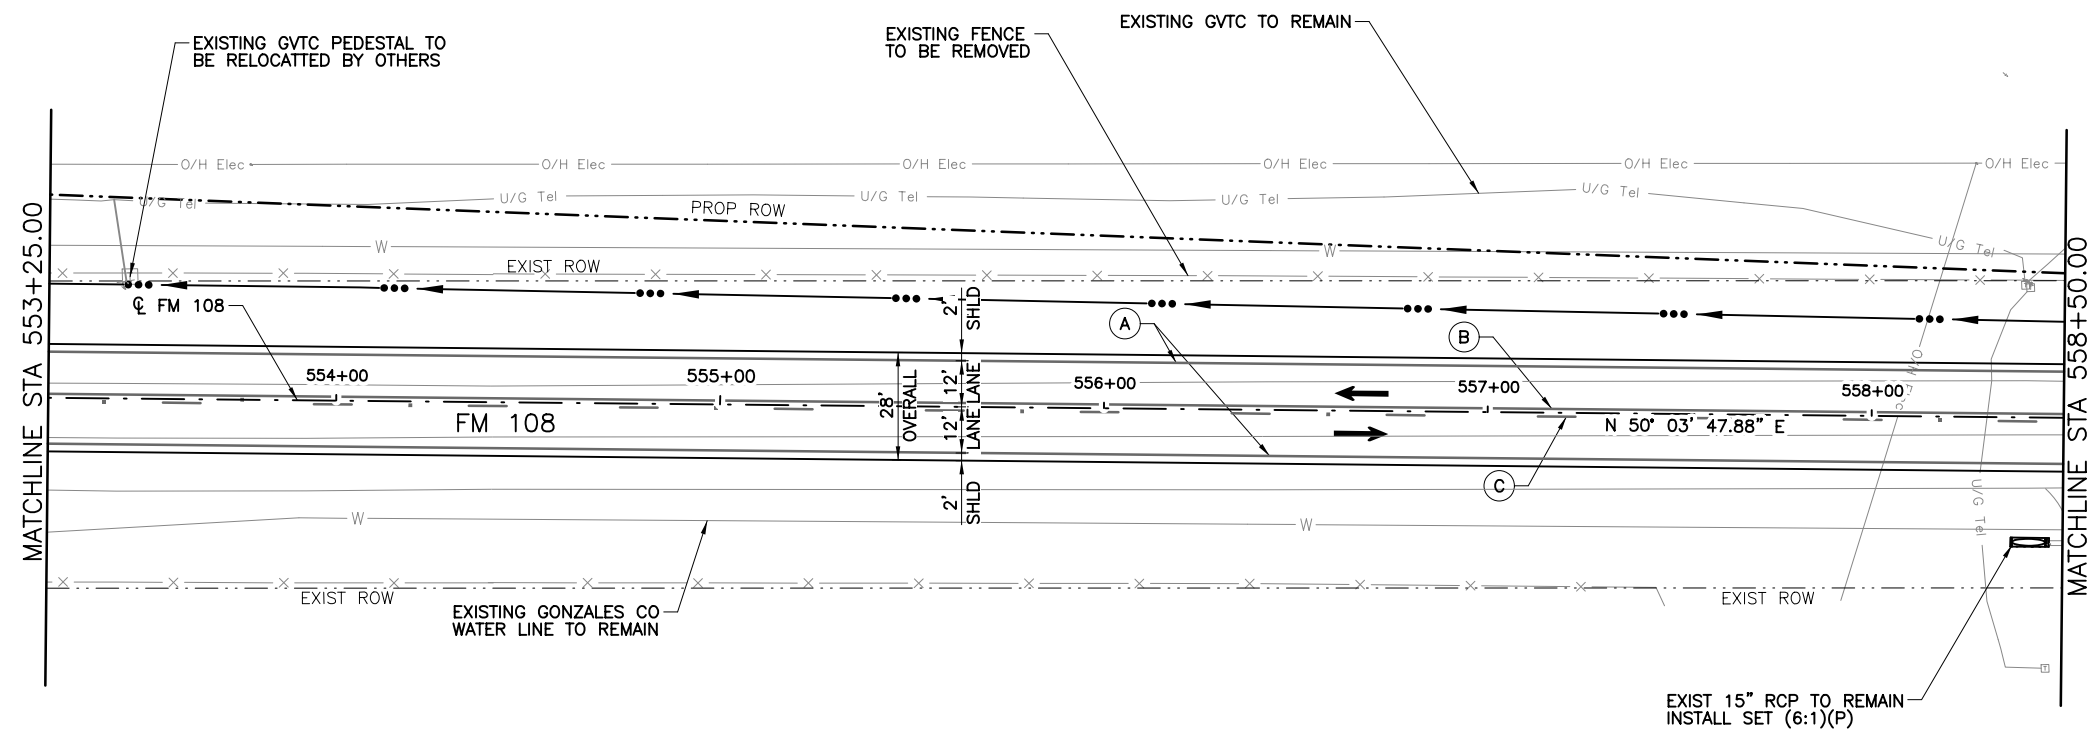 EXISTING GVTC TO REMAIN
EXISTING FENCE
TO BE REMOVED
EXISTING GVTC PEDESTAL TO
BE RELOCATTED BY OTHERS
O/H Elec
O/H Elec
O/H Elec
O/H Elec
O/H Elec
O/H Elec
U/G Tel
U/G Tel
U/G Tel
U/G Tel
U/G Tel
U/G Tel
PROP ROW
W
W
EXIST ROW
℄ FM 108
2'
SHLD
A
B
O/H Elec
554+00
555+00
556+00
557+00
558+00
28'
OVERALL
12'
LANE
12'
LANE
FM 108
N 50° 03' 47.88" E
C
2'
SHLD
U/G Tel
W
W
EXIST ROW
EXIST ROW
EXISTING GONZALES CO
WATER LINE TO REMAIN
T
T
T
EXIST 15" RCP TO REMAIN
INSTALL SET (6:1)(P)
MATCHLINE STA 553+25.00
MATCHLINE STA 558+50.00